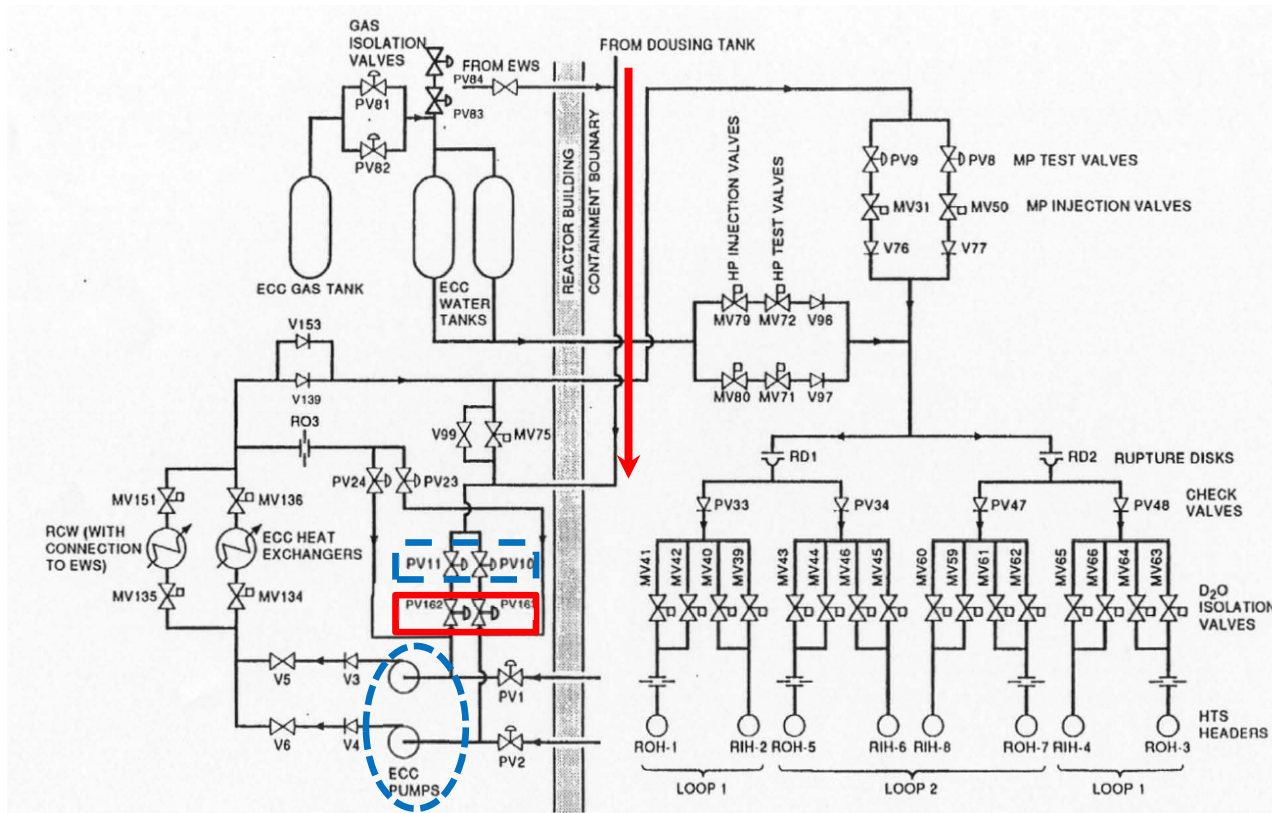 GAS
ISOLATION
VALVES
PV81
PV82
FROM EWS
PV84
PV83
FROM DOUSING TANK
REACTOR BUILDING
CONTAINMENT BOUNARY
ECC GAS TANK
ECC
WATER
TANKS
HP INJECTION VALVES
HP TEST VALVES
PV9
PV8
MP TEST VALVES
MV31
MV50
MP INJECTION VALVES
V76
V77
MV79
MV72
V96
MV80
MV71
V97
V153
V139
RO3
V99
MV75
PV24
PV23
MV151
MV136
RCW (WITH
CONNECTION
TO EWS)
ECC HEAT
EXCHANGERS
MV135
MV134
PV11
PV10
PV162
V5
V3
PV1
V6
V4
PV2
ECC
PUMPS
RD1
RD2
RUPTURE DISKS
PV33
PV34
PV47
PV48
CHECK
VALVES
MV41
MV42
MV40
MV39
MV43
MV44
MV46
MV45
MV60
MV59
MV61
MV62
MV65
MV66
MV64
MV63
D2O
ISOLATION
VALVES
ROH-1
RIH-2
ROH-5
RIH-6
RIH-8
ROH-7
RIH-4
ROH-3
HTS
HEADERS
LOOP 1
LOOP 2
LOOP 1